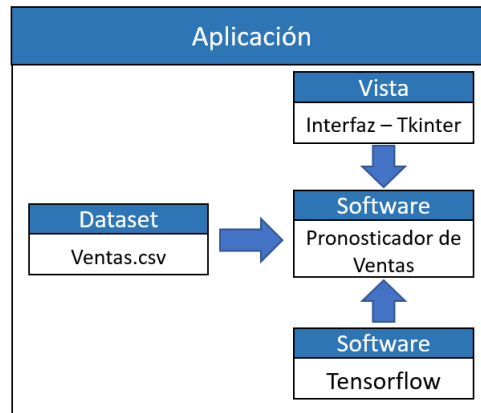 Aplicación
Vista
Interfaz – Tkinter
Dataset
Ventas.csv
Software
Pronosticador de
Ventas
Software
Tensorflow